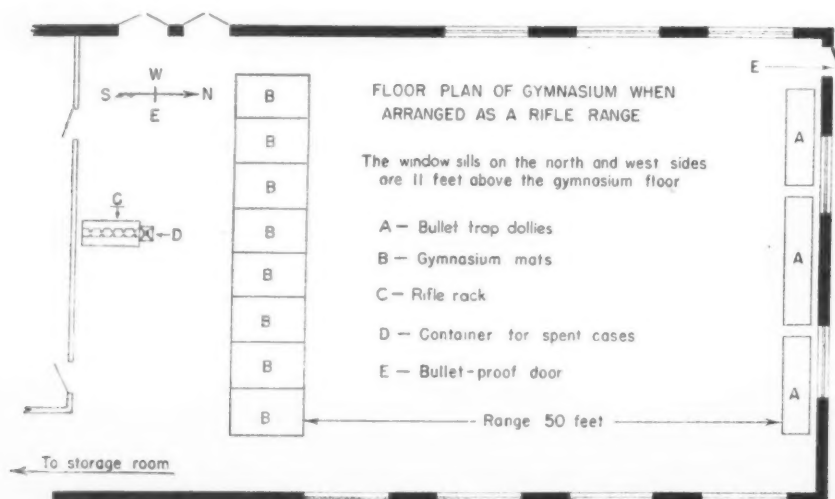 W
S N
E
E
FLOOR PLAN OF GYMNASIUM WHEN
ARRANGED AS A RIFLE RANGE
The window sills on the north and west sides
are 11 feet above the gymnasium floor
A — Bullet trap dollies
B — Gymnasium mats
C — Rifle rack
D — Container for spent cases
E — Bullet-proof door
B
B
B
B
B
B
B
B
C
D
A
A
A
Range 50 feet
To storage room